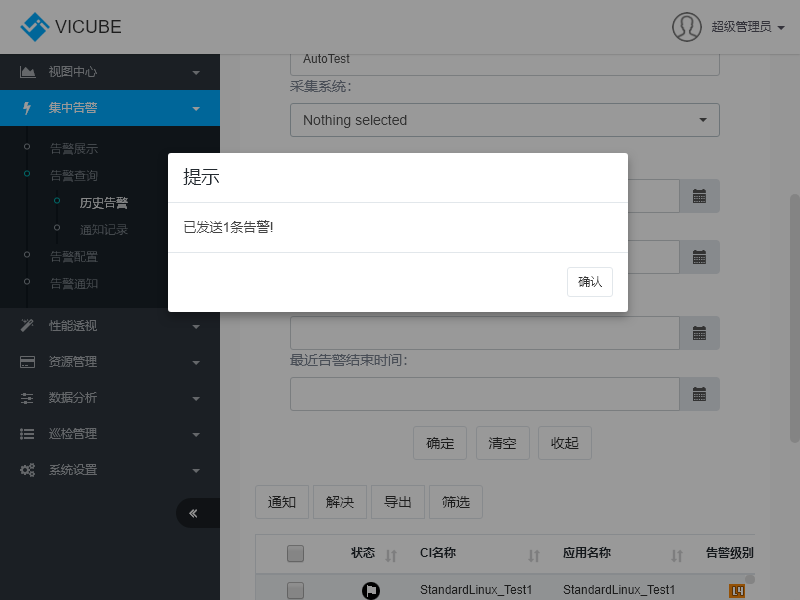 VICUBE
超级管理员
视图中心
集中告警
告警展示
告警查询
历史告警
通知记录
告警配置
告警通知
性能透视
资源管理
数据分析
巡检管理
系统设置
AutoTest
采集系统:
Nothing selected
提示
已发送1条告警!
确认
最近告警结束时间:
确定 清空 收起
通知 解决 导出 筛选
状态 CI名称 应用名称 告警级别
StandardLinux_Test1 StandardLinux_Test1 L4